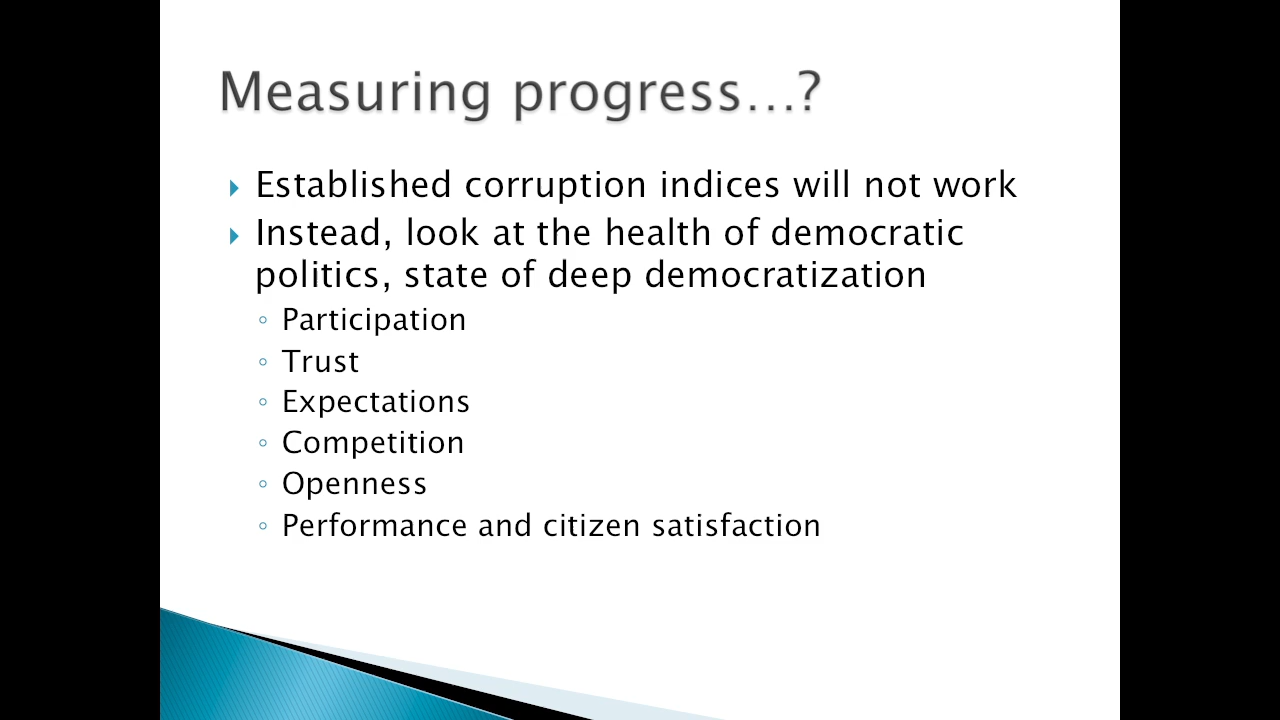 Measuring progress...?
Established corruption indices will not work
Instead, look at the health of democratic
politics, state of deep democratization
Participation
Trust
Expectations
Competition
Openness
Performance and citizen satisfaction